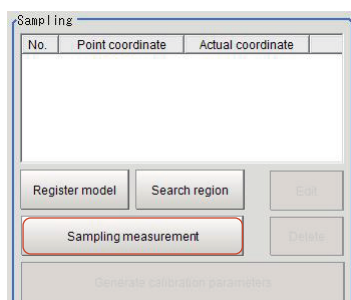 Sampling
No. Point coordinate Actual coordinate
Register model Search region Edit
Sampling measurement Delete
Generate calibration parameters